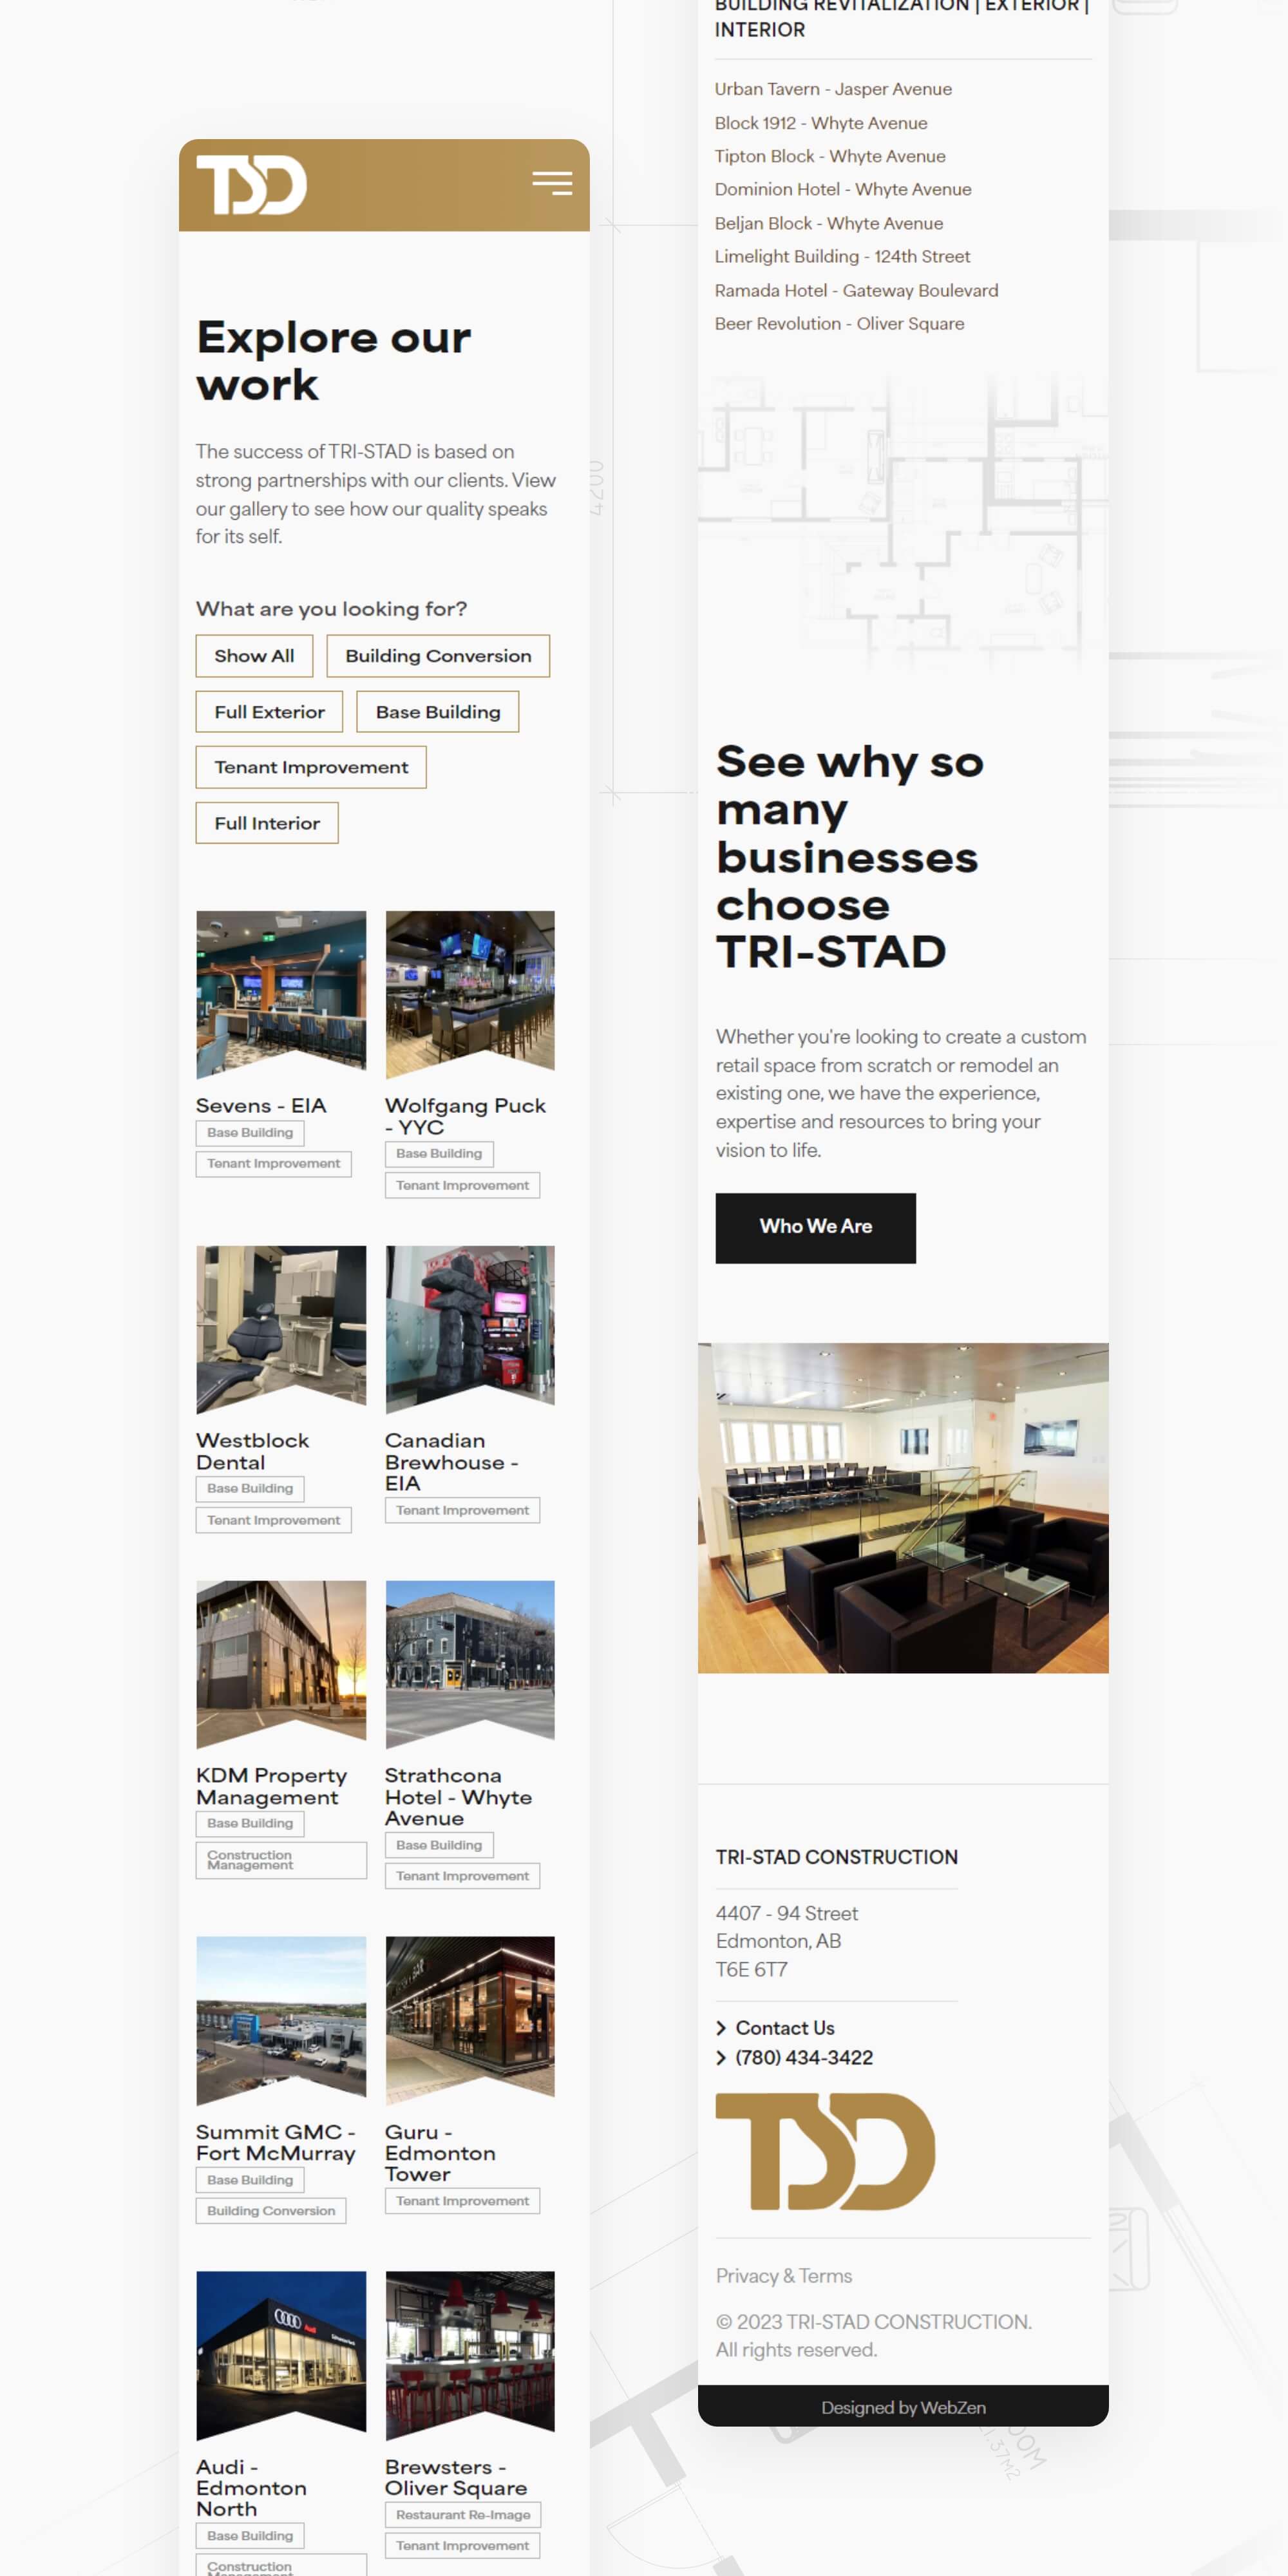 TSD
Explore our
work
The success of TRI-STAD is based on
strong partnerships with our clients. View
our gallery to see how our quality speaks
for its self.
What are you looking for?
Show All
Building Conversion
Full Exterior
Base Building
Tenant Improvement
Full Interior
Sevens - EIA
Base Building
Tenant Improvement
Wolfgang Puck
- YYC
Base Building
Tenant Improvement
Westblock
Dental
Base Building
Tenant Improvement
Canadian
Brewhouse -
EIA
Tenant Improvement
KDM Property
Management
Base Building
Construction
Management
Strathcona
Hotel - Whyte
Avenue
Base Building
Tenant Improvement
Summit GMC -
Fort McMurray
Base Building
Building Conversion
Guru -
Edmonton
Tower
Tenant Improvement
Audi
Audi -
Edmonton
North
Base Building
Construction
Management
Brewsters -
Oliver Square
Restaurant Re-Image
Tenant Improvement
4200
BUILDING REVITALIZATION | EXTERIOR |
INTERIOR
Urban Tavern - Jasper Avenue
Block 1912 - Whyte Avenue
Tipton Block - Whyte Avenue
Dominion Hotel - Whyte Avenue
Beljan Block - Whyte Avenue
Limelight Building - 124th Street
Ramada Hotel - Gateway Boulevard
Beer Revolution - Oliver Square
See why so
many
businesses
choose
TRI-STAD
Whether you're looking to create a custom
retail space from scratch or remodel an
existing one, we have the experience,
expertise and resources to bring your
vision to life.
Who We Are
TRI-STAD CONSTRUCTION
4407 - 94 Street
Edmonton, AB
T6E 6T7
Contact Us
(780) 434-3422
TSD
Privacy & Terms
© 2023 TRI-STAD CONSTRUCTION.
All rights reserved.
Designed by WebZen